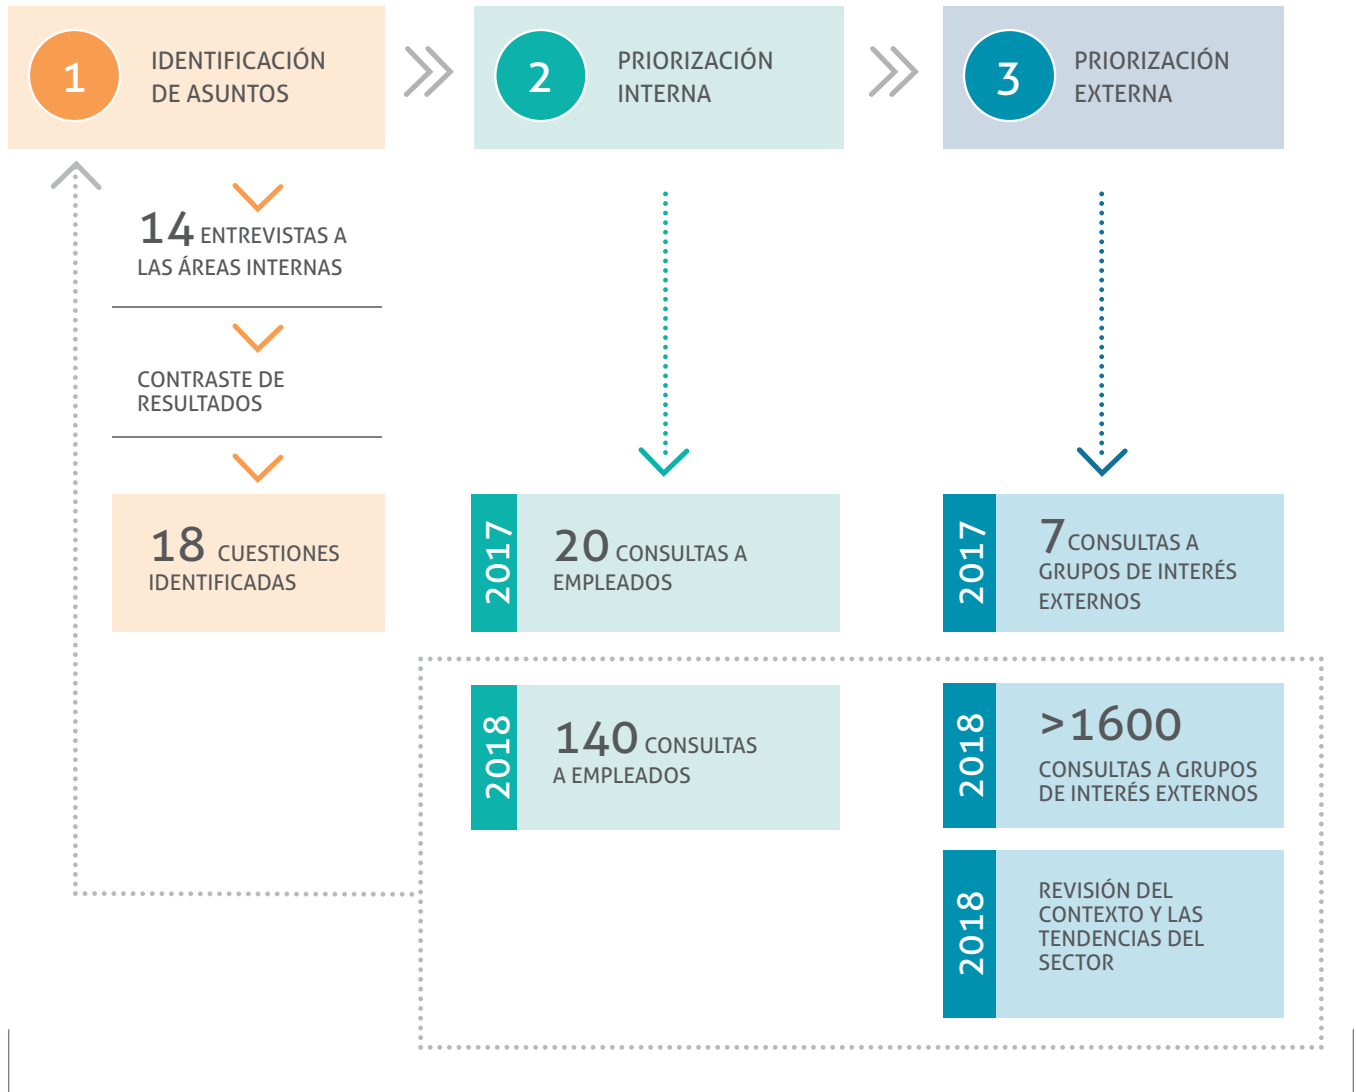 1
IDENTIFICACIÓN
DE ASUNTOS
2
PRIORIZACIÓN
INTERNA
3
PRIORIZACIÓN
EXTERNA
14 ENTREVISTAS A
LAS ÁREAS INTERNAS
CONTRASTE DE
RESULTADOS
18 CUESTIONES
IDENTIFICADAS
2017
20 CONSULTAS A
EMPLEADOS
2017
7 CONSULTAS A
GRUPOS DE INTERÉS
EXTERNOS
2018
140 CONSULTAS
A EMPLEADOS
2018
>1600
CONSULTAS A GRUPOS
DE INTERÉS EXTERNOS
2018
REVISIÓN DEL
CONTEXTO Y LAS
TENDENCIAS DEL
SECTOR